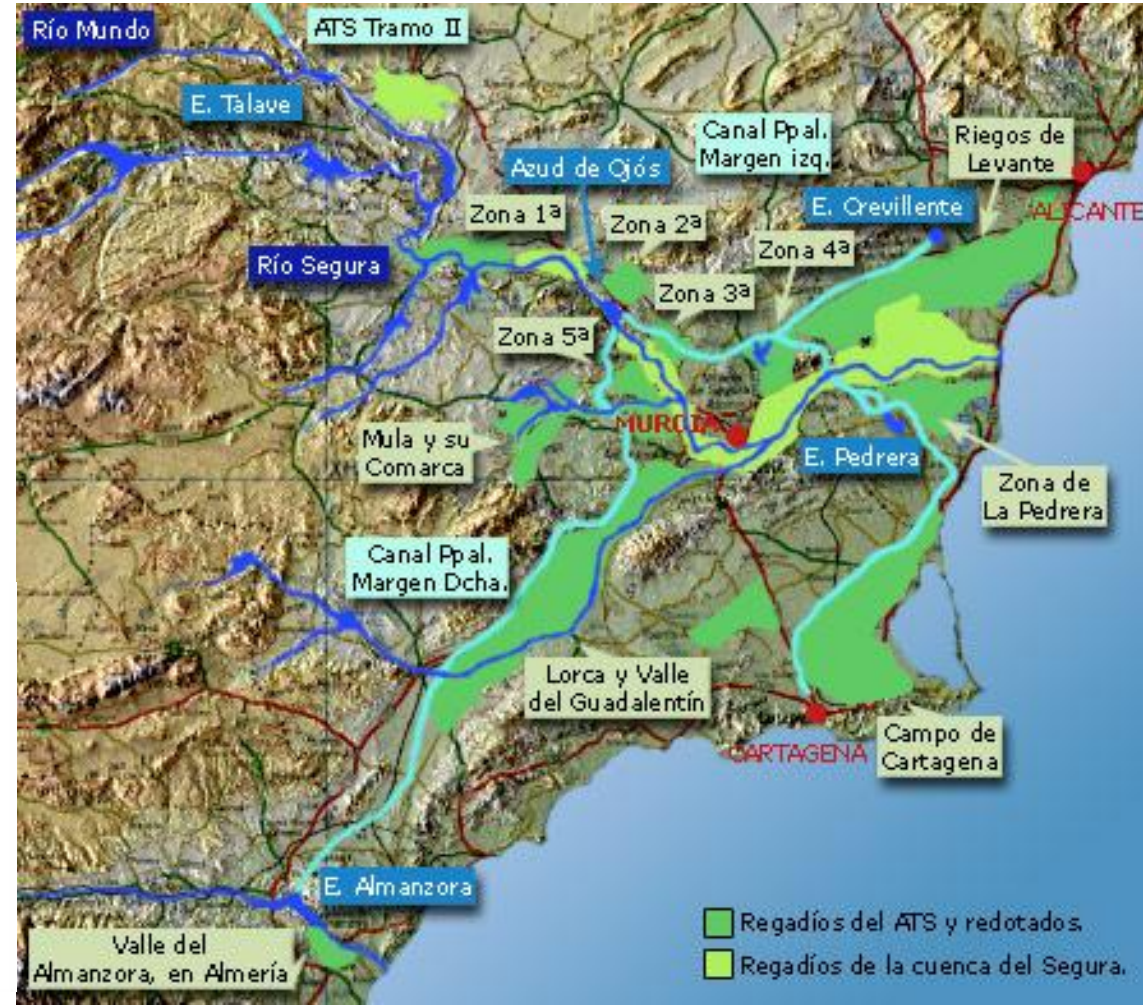 Río Mundo
ATS Tramo II
E. Talave
Canal Ppal.
Margen izq.
Riegos de
Levante
Azud de Ojós
E. Crevillente
ALICANTE
Zona 1ª
Zona 2ª
Zona 4ª
Río Segura
Zona 3ª
Zona 5ª
MURCIA
Mula y su
Comarca
E. Pedrera
Zona de
La Pedrera
Canal Ppal.
Margen Dcha.
Lorca y Valle
del Guadalentín
CARTAGENA
Campo de
Cartagena
E. Almanzora
Valle del
Almanzora, en Almería
Regadíos del ATS y redotados.
Regadíos de la cuenca del Segura.